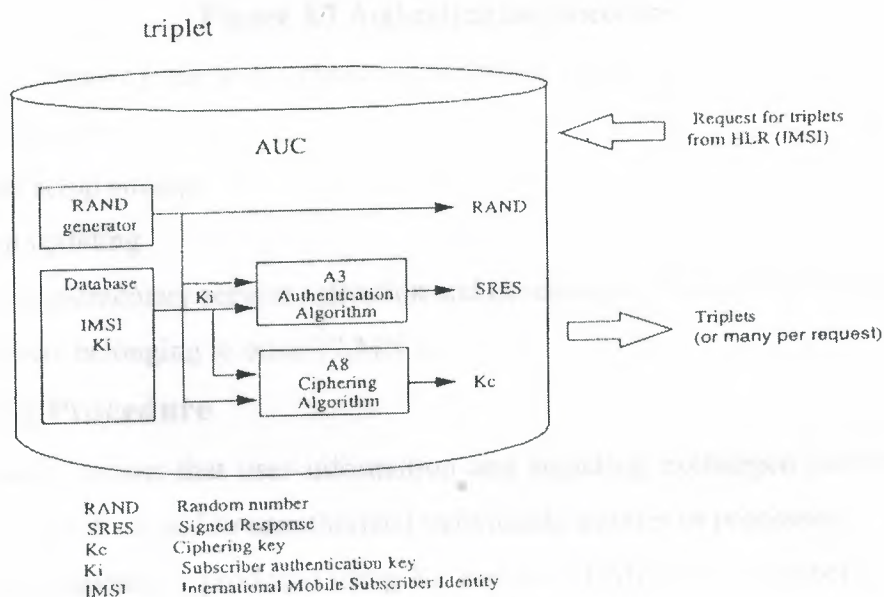 triplet
AUC
Request for triplets
from HLR (IMSI)
RAND
generator
RAND
Database
IMSI
Ki
Ki
A3
Authentication
Algorithm
SRES
Triplets
(or many per request)
A8
Ciphering
Algorithm
Kc
Procedure
RAND Random number
SRES Signed Response
Kc Ciphering key
Ki Subscriber authentication key
IMSI International Mobile Subscriber Identity